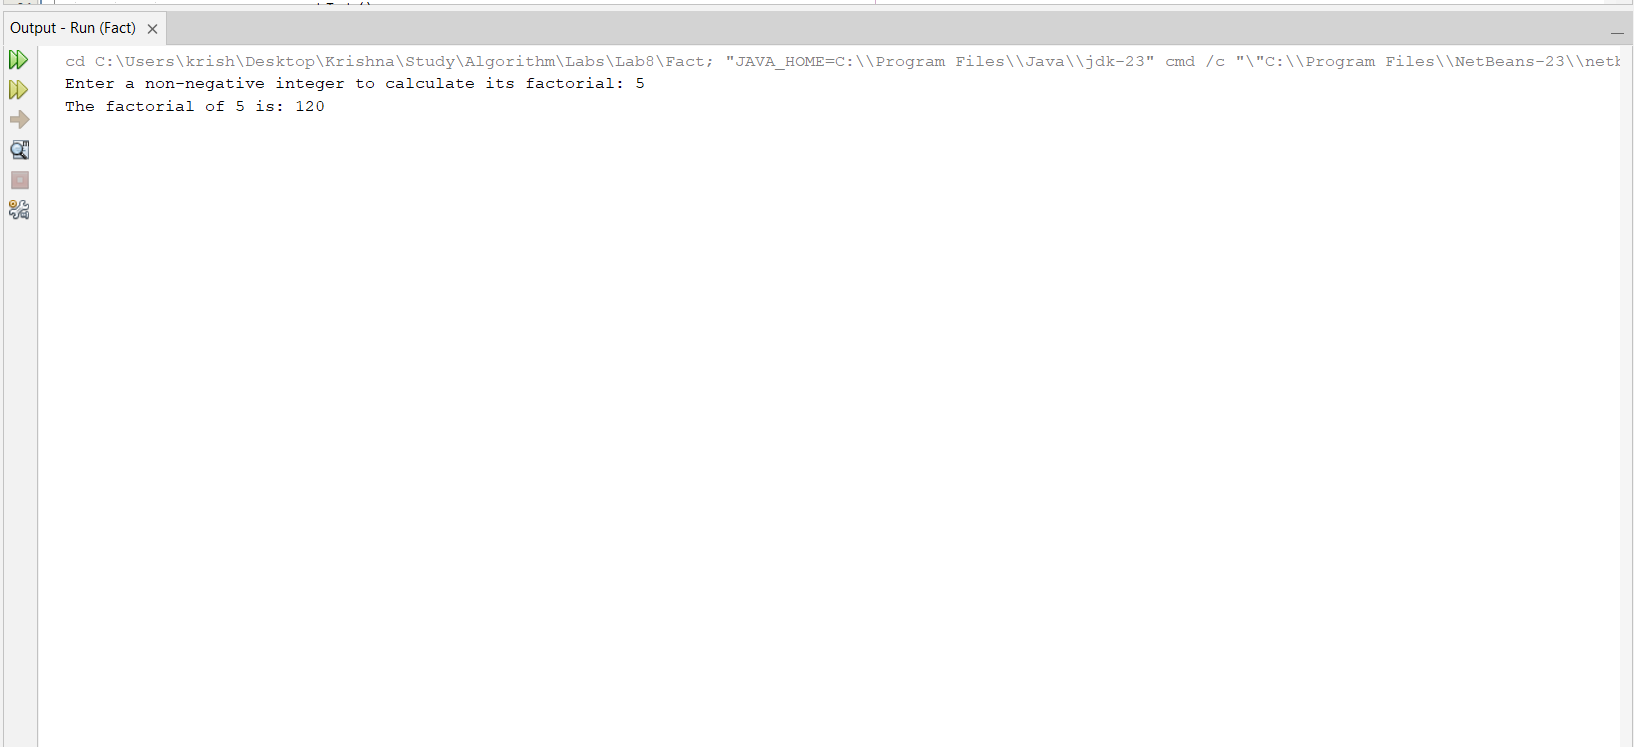 Output - Run (Fact)
cd C:\Users\krish\Desktop\Krishna\Study\Algorithm\Labs\Lab8\Fact; "JAVA_HOME=C:\\Program Files\\Java\\jdk-23" cmd /c "\"C:\\Program Files\\NetBeans-23\\netb
Enter a non-negative integer to calculate its factorial: 5
The factorial of 5 is: 120